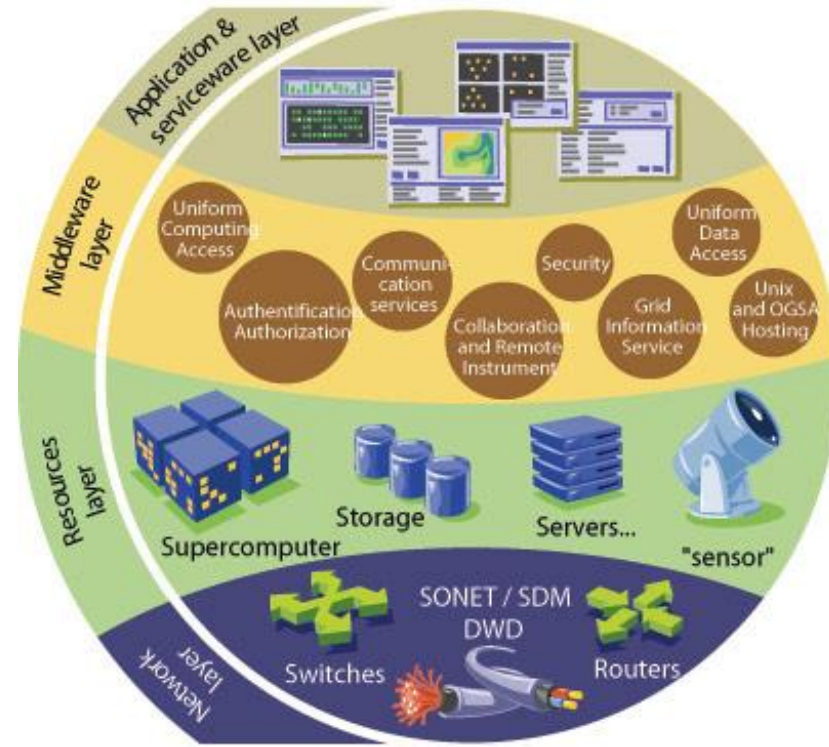 Application &
serviceware layer
Middleware
layer
Uniform
Computing
Access
Authentification
Authorization
Communi-
cation
services
Collaboration
and Remote
Instrument
Security
Grid
Information
Service
Uniform
Data
Access
Unix
and OGSA
Hosting
Resources
layer
Supercomputer
Storage
Servers...
"sensor"
Network
layer
Switches
SONET / SDM
DWD
Routers